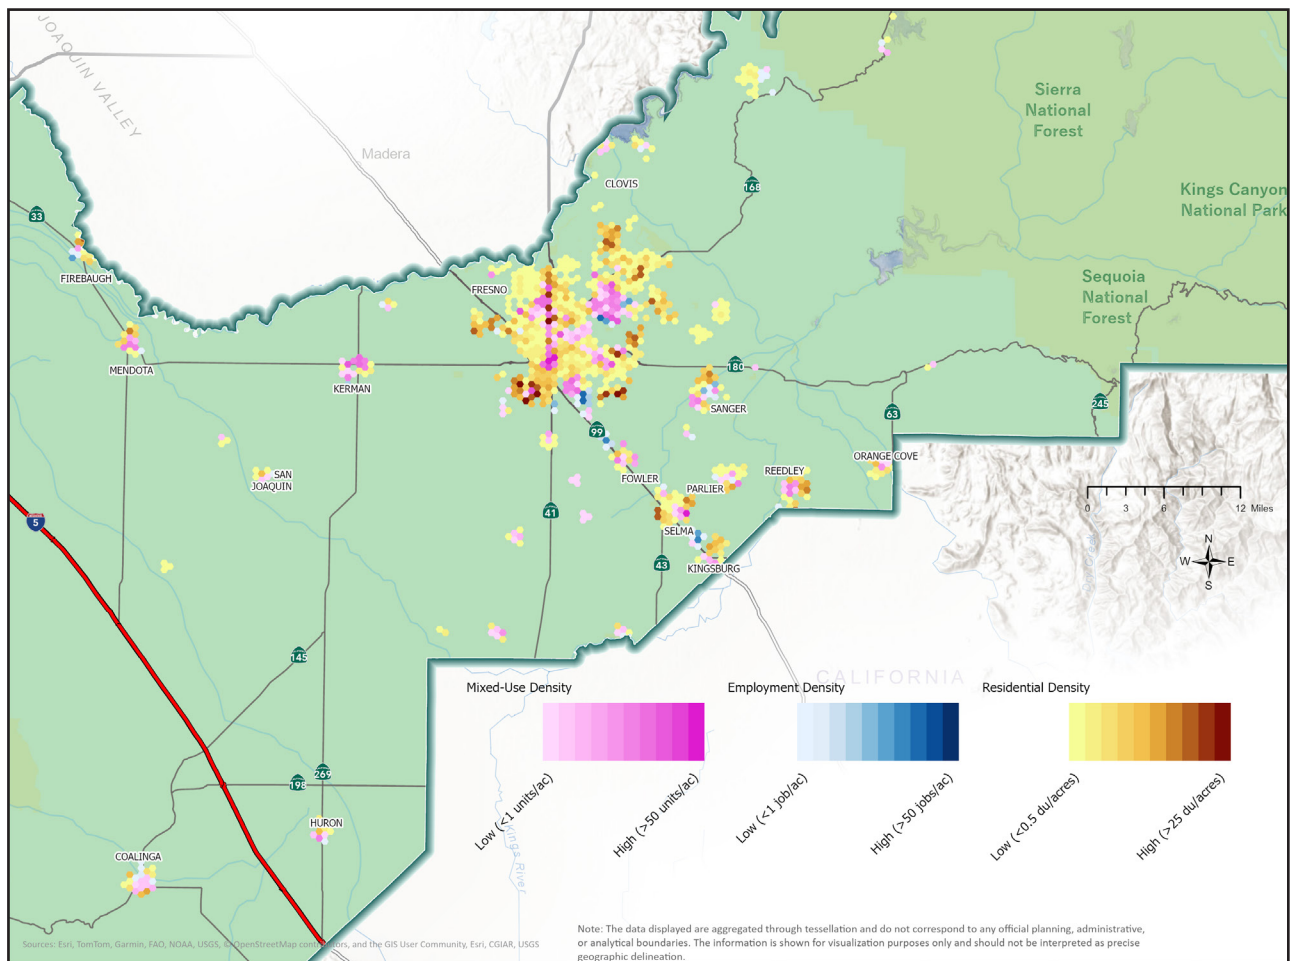 JOAQUIN VALLEY
Madera
Sierra
National
Forest
Kings Canyon
National Park
Sequoia
National
Forest
CLOVIS
168
33
FIREBAUGH
FRESNO
MENDOTA
KERMAN
180
SANGER
63
245
99
ORANGE COVE
SAN
JOAQUIN
FOWLER
PARLIER
REEDLEY
5
41
SELMA
43
KINGSBURG
0 3 6 12 Miles
N
W E
S
145
CALIFORNIA
Mixed-Use Density
Employment Density
Residential Density
Low (<1 units/ac)
High (>50 units/ac)
Low (<1 job/ac)
High (>50 jobs/ac)
Low (<0.5 du/acres)
High (>25 du/acres)
198
269
HURON
COALINGA
Kings River
Sources: Esri, TomTom, Garmin, FAO, NOAA, USGS, © OpenStreetMap contributors, and the GIS User Community, Esri, CGIAR, USGS
Note: The data displayed are aggregated through tessellation and do not correspond to any official planning, administrative,
or analytical boundaries. The information is shown for visualization purposes only and should not be interpreted as precise
geographic delineation.